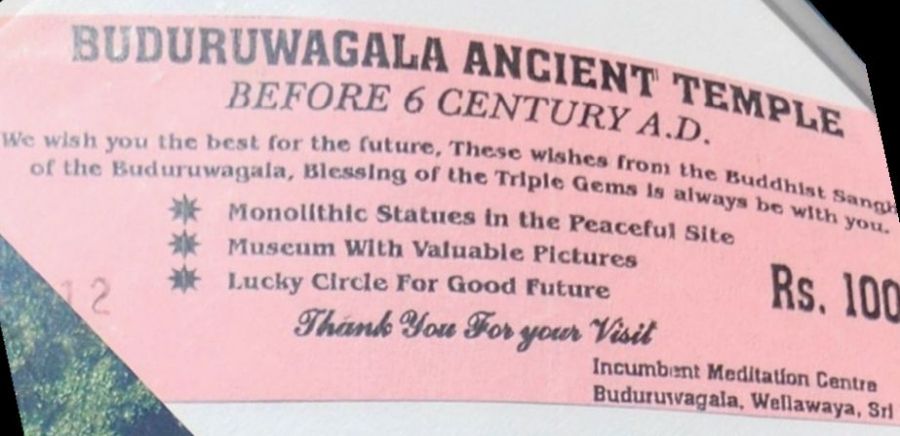 BUDURUWAGALA ANCIENT TEMPLE
BEFORE 6 CENTURY A.D.
We wish you the best for the future, These wishes from the Buddhist
of the Buduruwagala, Blessing of the Triple Gems is always be with you.
Monolithic Statues in the Peaceful Site
Museum With Valuable Pictures
Lucky Circle For Good Future
Rs. 100
12
Thank You For your Visit
Incumbent Meditation Centre
Buduruwagala, Wellawaya, Sri